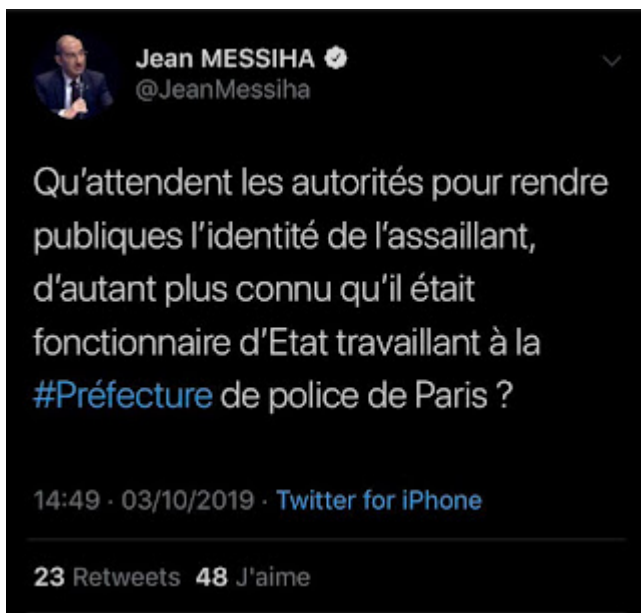 Jean MESSIHA
@JeanMessiha
Qu’attendent les autorités pour rendre
publiques l’identité de l’assaillant,
d’autant plus connu qu’il était
fonctionnaire d’Etat travaillant à la
#Préfecture de police de Paris ?
14:49 · 03/10/2019 · Twitter for iPhone
23 Retweets 48 J'aime